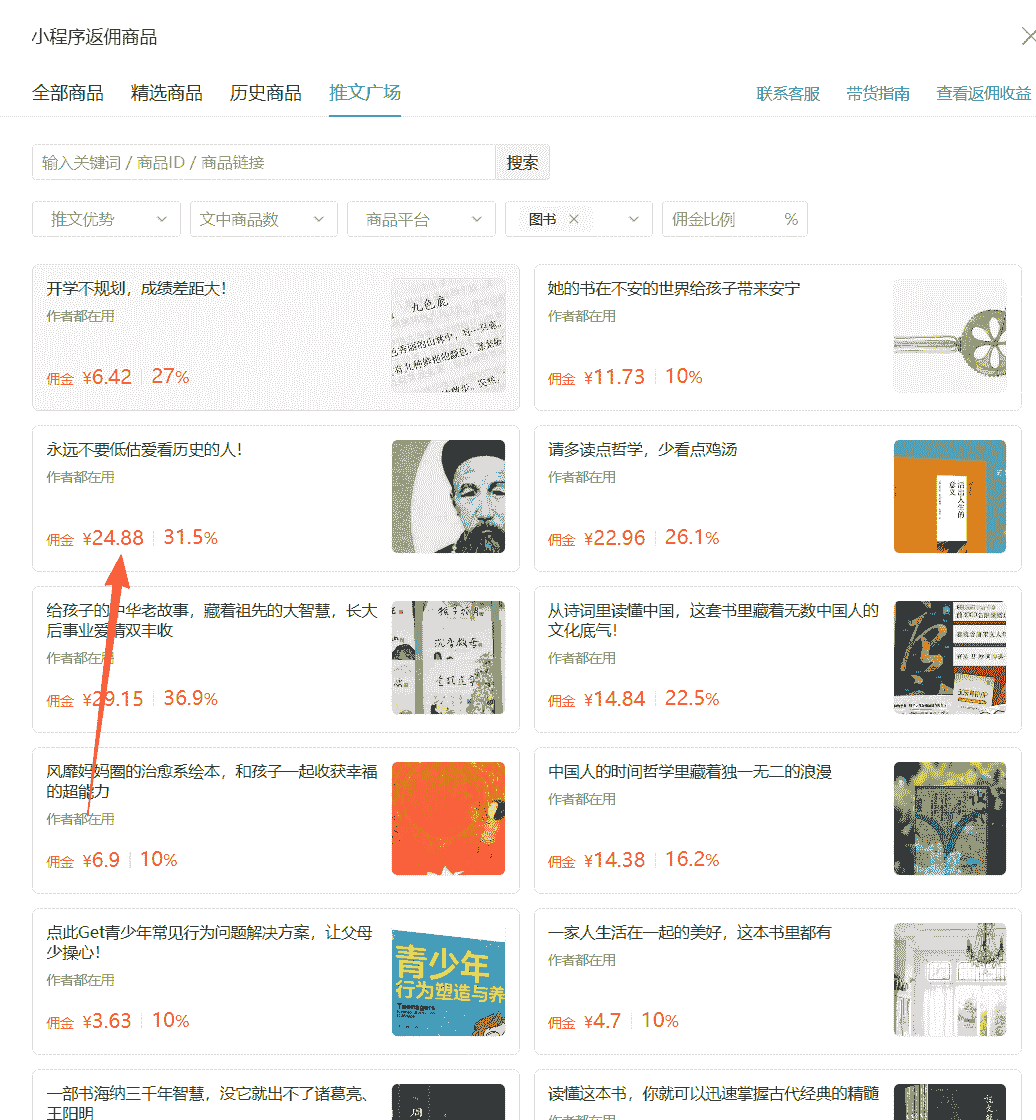 小程序返佣商品
全部商品 精选商品 历史商品 推文广场 联系客服 带货指南 查看返佣收益
输入关键词 / 商品ID / 商品链接 搜索
推文优势 文中商品数 商品平台 图书 佣金比例 %
开学不规划，成绩差距大！
作者都在用
佣金 ¥6.42 27%
九色鹿
她的书在不安的世界给孩子带来安宁
作者都在用
佣金 ¥11.73 10%
永远不要低估爱看历史的人！
作者都在用
佣金 ¥24.88 31.5%
请多读点哲学，少看点鸡汤
作者都在用
佣金 ¥22.96 26.1%
活出人生的
意义
给孩子的中华老故事，藏着祖先的大智慧，长大
后事业爱情双丰收
作者都在用
佣金 ¥29.15 36.9%
从诗词里读懂中国，这套书里藏着无数中国人的
文化底气！
作者都在用
佣金 ¥14.84 22.5%
风靡妈妈圈的治愈系绘本，和孩子一起收获幸福
的超能力
作者都在用
佣金 ¥6.9 10%
中国人的时间哲学里藏着独一无二的浪漫
作者都在用
佣金 ¥14.38 16.2%
点此Get青少年常见行为问题解决方案，让父母
少操心！
作者都在用
佣金 ¥3.63 10%
青少年
行为塑造与养
Teenagers
一家人生活在一起的美好，这本书里都有
作者都在用
佣金 ¥4.7 10%
一部书海纳三千年智慧，没它就出不了诸葛亮、
王阳明
周
读懂这本书，你就可以迅速掌握古代经典的精髓
作者都在用